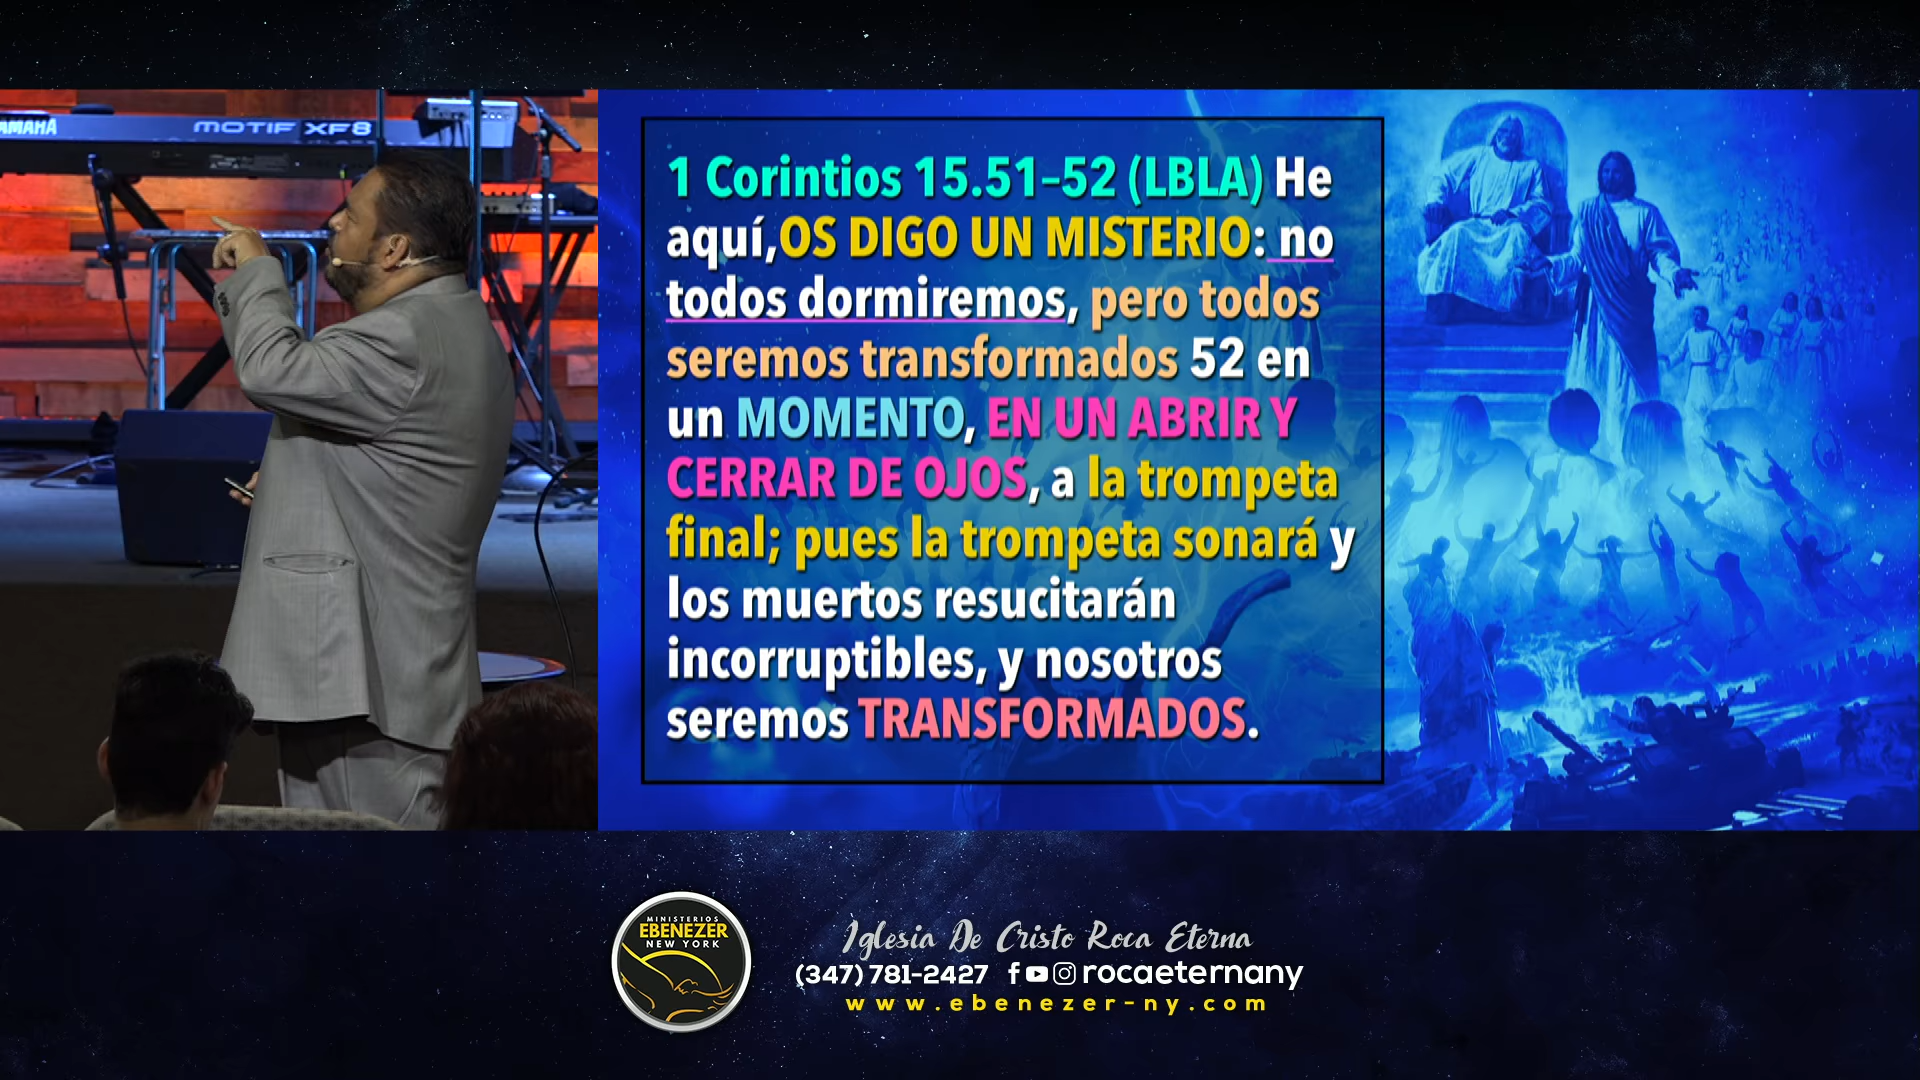 YAMAHA
MOTIF XF8
1 Corintios 15.51-52 (LBLA) He
aquí,OS DIGO UN MISTERIO: no
todos dormiremos, pero todos
seremos transformados 52 en
un MOMENTO, EN UN ABRIR Y
CERRAR DE OJOS, a la trompeta
final; pues la trompeta sonará y
los muertos resucitarán
incorruptibles, y nosotros
seremos TRANSFORMADOS.
MINISTERIOS
EBENEZER
NEW YORK
Iglesia De Cristo Roca Eterna
(347) 781-2427 rocaeternany
www.ebenezer-ny.com